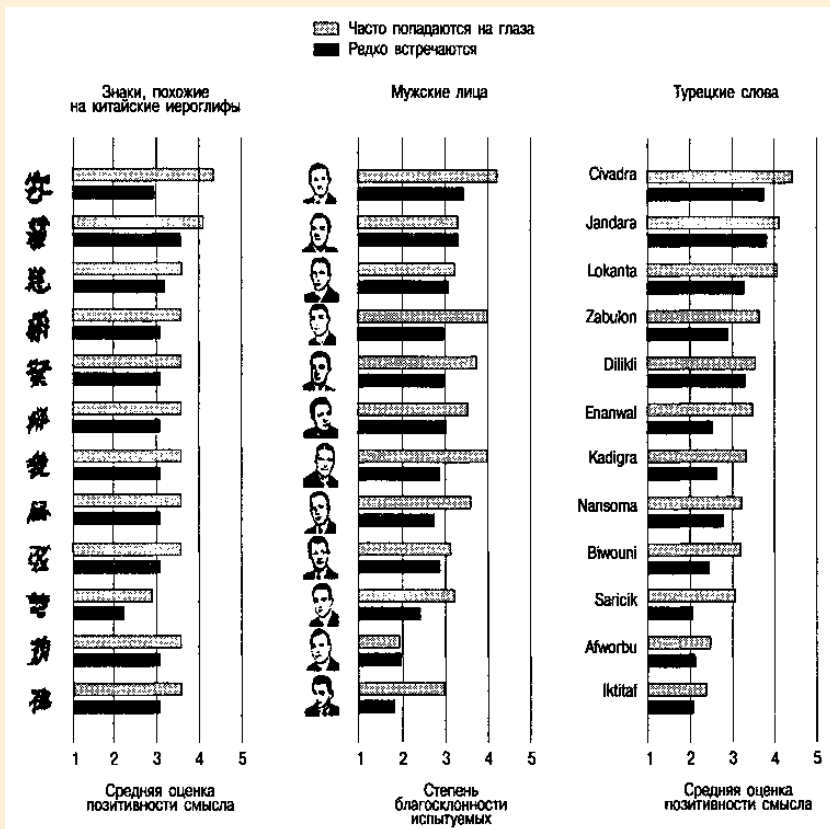 Часто попадаются на глаза
Редко встречаются
Знаки, похожие
на китайские иероглифы
Мужские лица
Турецкие слова
Civadra
Jandara
Lokanta
Zabulon
Dilikli
Enanwal
Kadigra
Nansoma
Biwouni
Saricik
Afworbu
Iktitaf
1 2 3 4 5
1 2 3 4 5
1 2 3 4 5
Средняя оценка
позитивности смысла
Степень
благосклонности
испытуемых
Средняя оценка
позитивности смысла